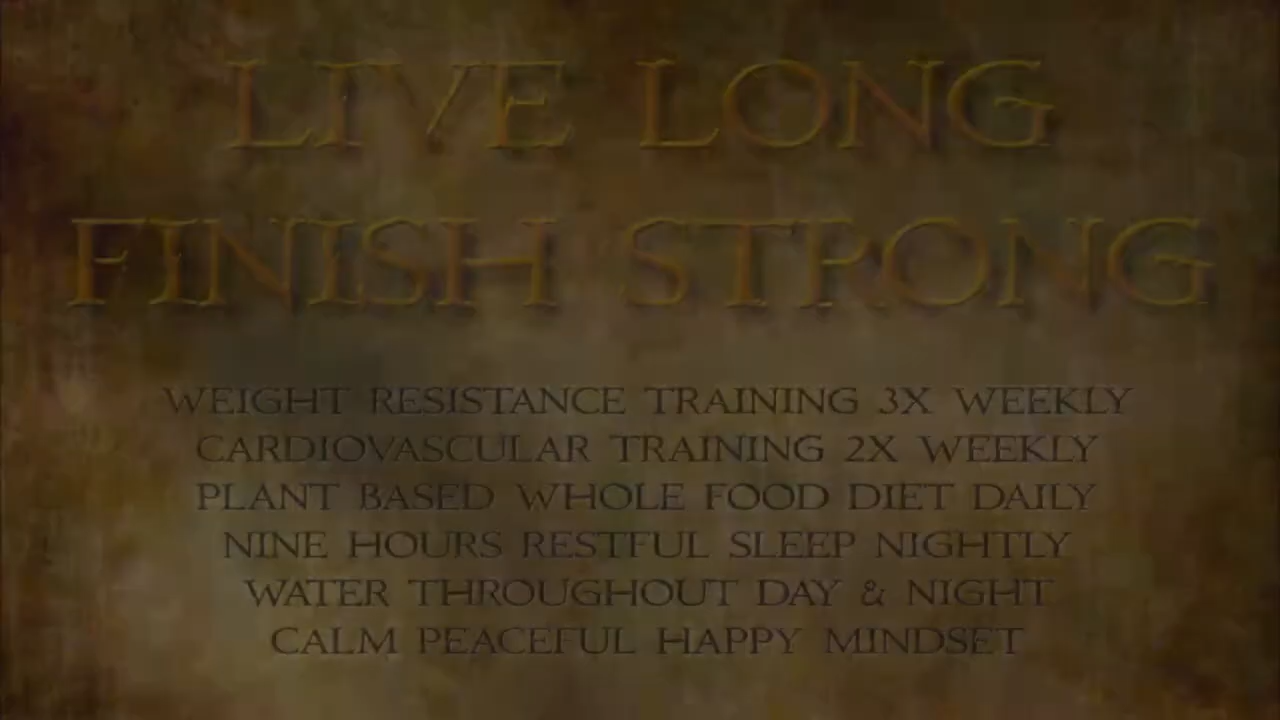 LIVE LONG
FINISH STRONG
WEIGHT RESISTANCE TRAINING 3X WEEKLY
CARDIOVASCULAR TRAINING 2X WEEKLY
PLANT BASED WHOLE FOOD DIET DAILY
NINE HOURS RESTFUL SLEEP NIGHTLY
WATER THROUGHOUT DAY & NIGHT
CALM PEACEFUL HAPPY MINDSET